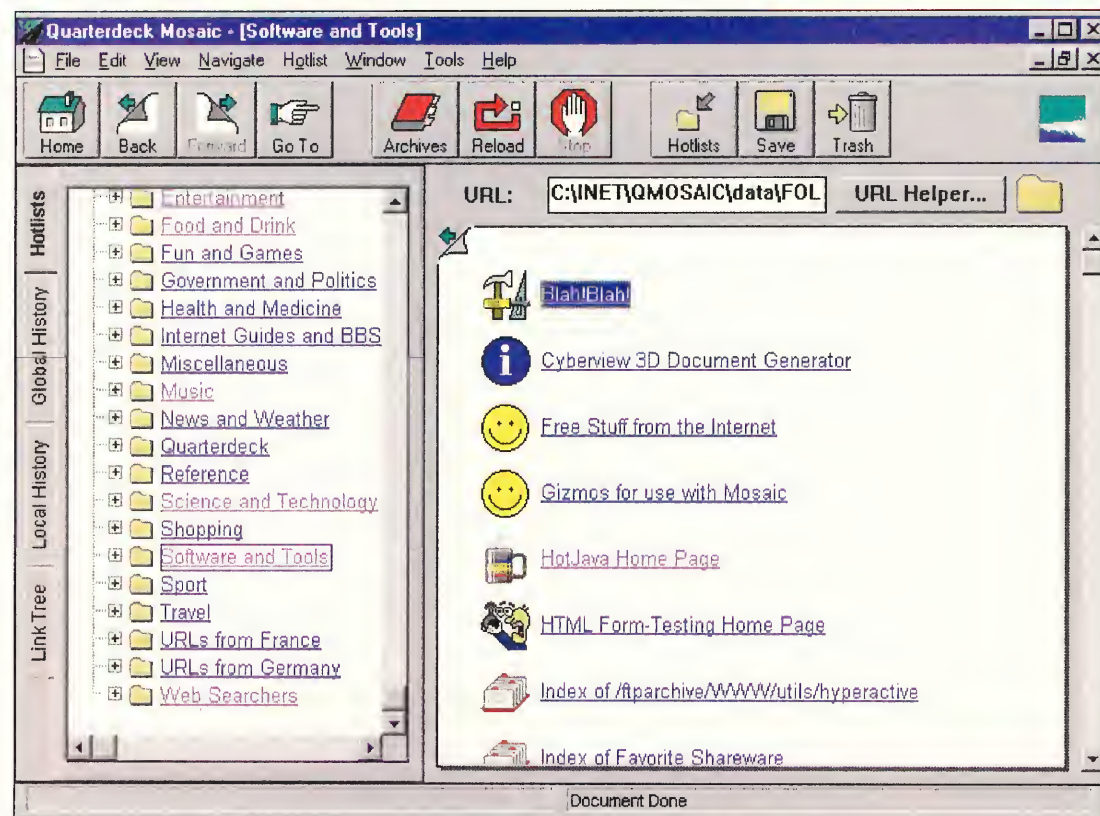 Quarterdeck Mosaic - [Software and Tools]
File Edit View Navigate Hotlist Window Tools Help
Home Back Forward Go To Archives Reload Stop Hotlists Save Trash
Hotlists
Global History
Local History
Link Tree
Entertainment
Food and Drink
Fun and Games
Government and Politics
Health and Medicine
Internet Guides and BBS
Miscellaneous
Music
News and Weather
Quarterdeck
Reference
Science and Technology
Shopping
Software and Tools
Sport
Travel
URLs from France
URLs from Germany
Web Searchers
URL: C:\INET\QMOSAIC\data\FOL URL Helper...
Blah!Blah!
Cyberview 3D Document Generator
Free Stuff from the Internet
Gizmos for use with Mosaic
HotJava Home Page
HTML Form-Testing Home Page
Index of /ftparchive/WWW/utils/hyperactive
Index of Favorite Shareware
Document Done